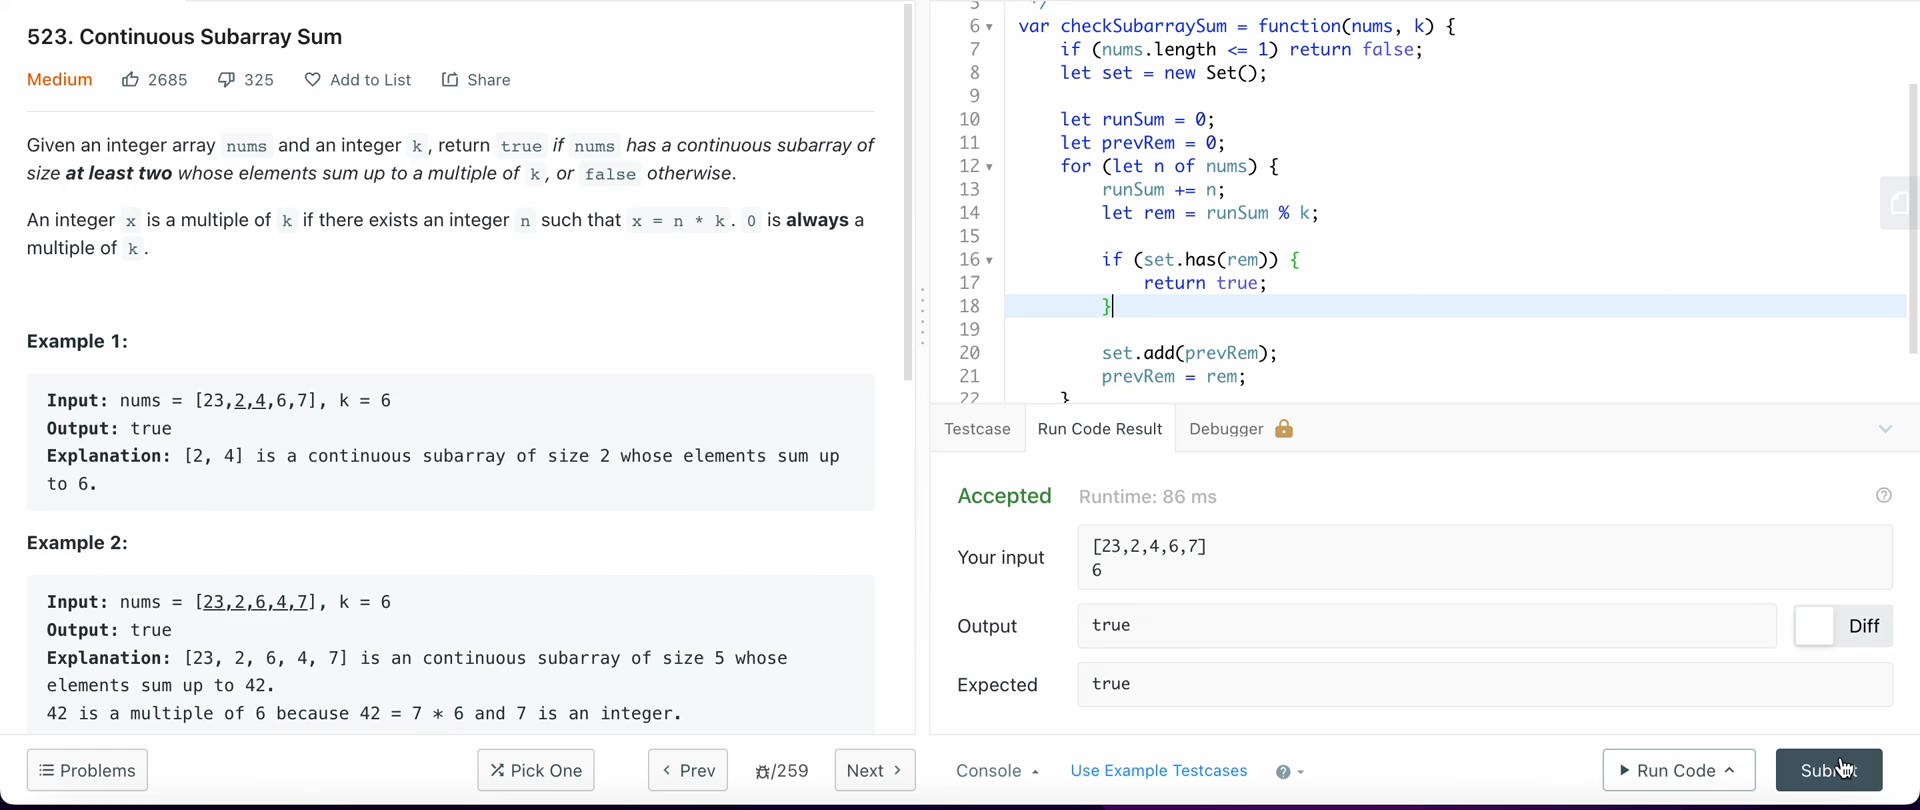 523. Continuous Subarray Sum
Medium 2685 325 Add to List Share
Given an integer array nums and an integer k, return true if nums has a continuous subarray of
size at least two whose elements sum up to a multiple of k, or false otherwise.
An integer x is a multiple of k if there exists an integer n such that x = n * k. 0 is always a
multiple of k.
Example 1:
Input: nums = [23,2,4,6,7], k = 6
Output: true
Explanation: [2, 4] is a continuous subarray of size 2 whose elements sum up
to 6.
Example 2:
Input: nums = [23,2,6,4,7], k = 6
Output: true
Explanation: [23, 2, 6, 4, 7] is an continuous subarray of size 5 whose
elements sum up to 42.
42 is a multiple of 6 because 42 = 7 * 6 and 7 is an integer.
Problems Pick One Prev /259 Next
5 */
6 var checkSubarraySum = function(nums, k) {
7 if (nums.length <= 1) return false;
8 let set = new Set();
9
10 let runSum = 0;
11 let prevRem = 0;
12 for (let n of nums) {
13 runSum += n;
14 let rem = runSum % k;
15
16 if (set.has(rem)) {
17 return true;
18 }
19
20 set.add(prevRem);
21 prevRem = rem;
22 }
Testcase Run Code Result Debugger
Accepted Runtime: 86 ms
Your input [23,2,4,6,7]
6
Output true Diff
Expected true
Console Use Example Testcases Run Code Submit